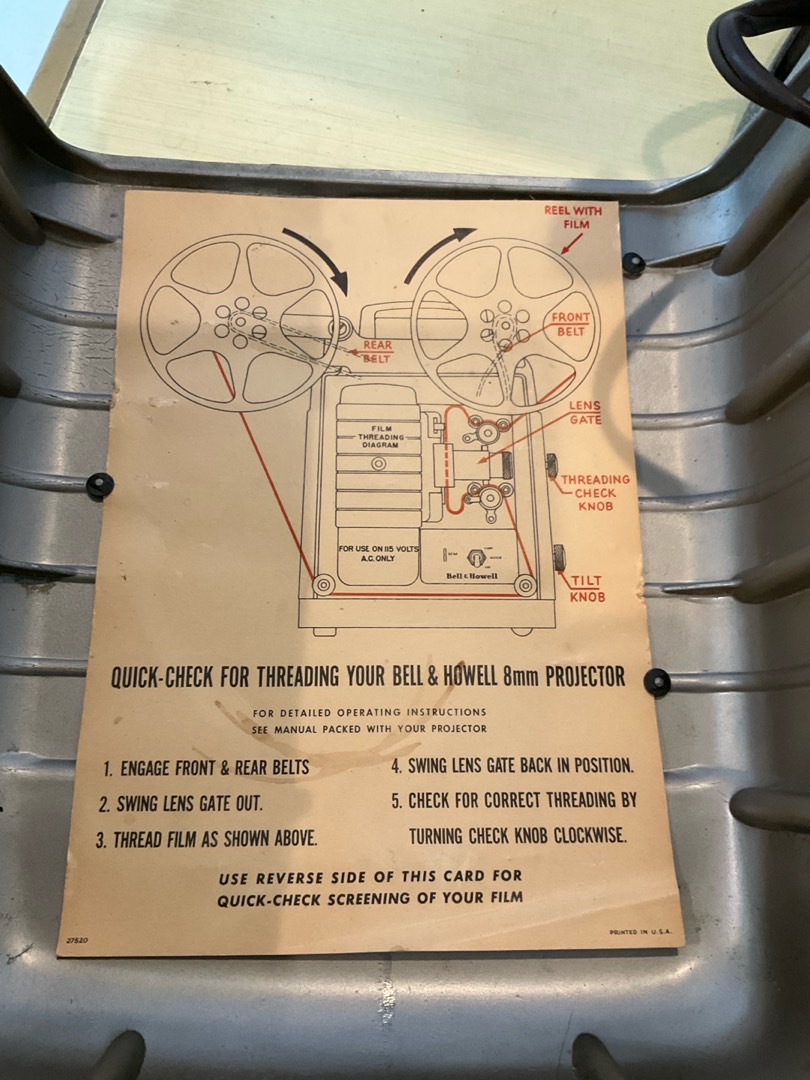 REEL WITH
FILM
FRONT
BELT
REAR
BELT
LENS
GATE
FILM
THREADING
DIAGRAM
THREADING
CHECK
KNOB
FOR USE ON 115 VOLTS
A.C. ONLY
Bell & Howell
TILT
KNOB
QUICK-CHECK FOR THREADING YOUR BELL & HOWELL 8mm PROJECTOR
FOR DETAILED OPERATING INSTRUCTIONS
SEE MANUAL PACKED WITH YOUR PROJECTOR
1. ENGAGE FRONT & REAR BELTS
2. SWING LENS GATE OUT.
3. THREAD FILM AS SHOWN ABOVE.
4. SWING LENS GATE BACK IN POSITION.
5. CHECK FOR CORRECT THREADING BY
TURNING CHECK KNOB CLOCKWISE.
USE REVERSE SIDE OF THIS CARD FOR
QUICK-CHECK SCREENING OF YOUR FILM
27520
PRINTED IN U.S.A.